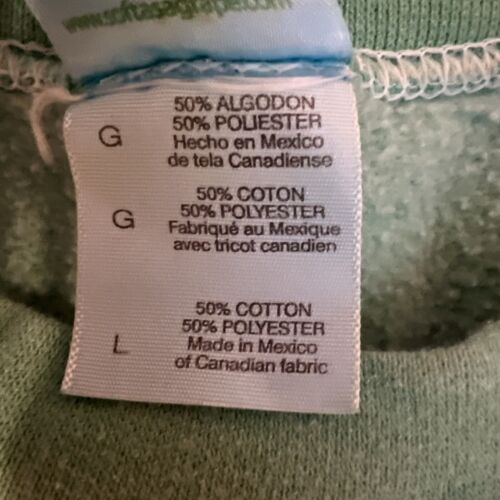 G
50% ALGODON
50% POLIESTER
Hecho en Mexico
de tela Canadiense
G
50% COTON
50% POLYESTER
Fabriqué au Mexique
avec tricot canadien
L
50% COTTON
50% POLYESTER
Made in Mexico
of Canadian fabric